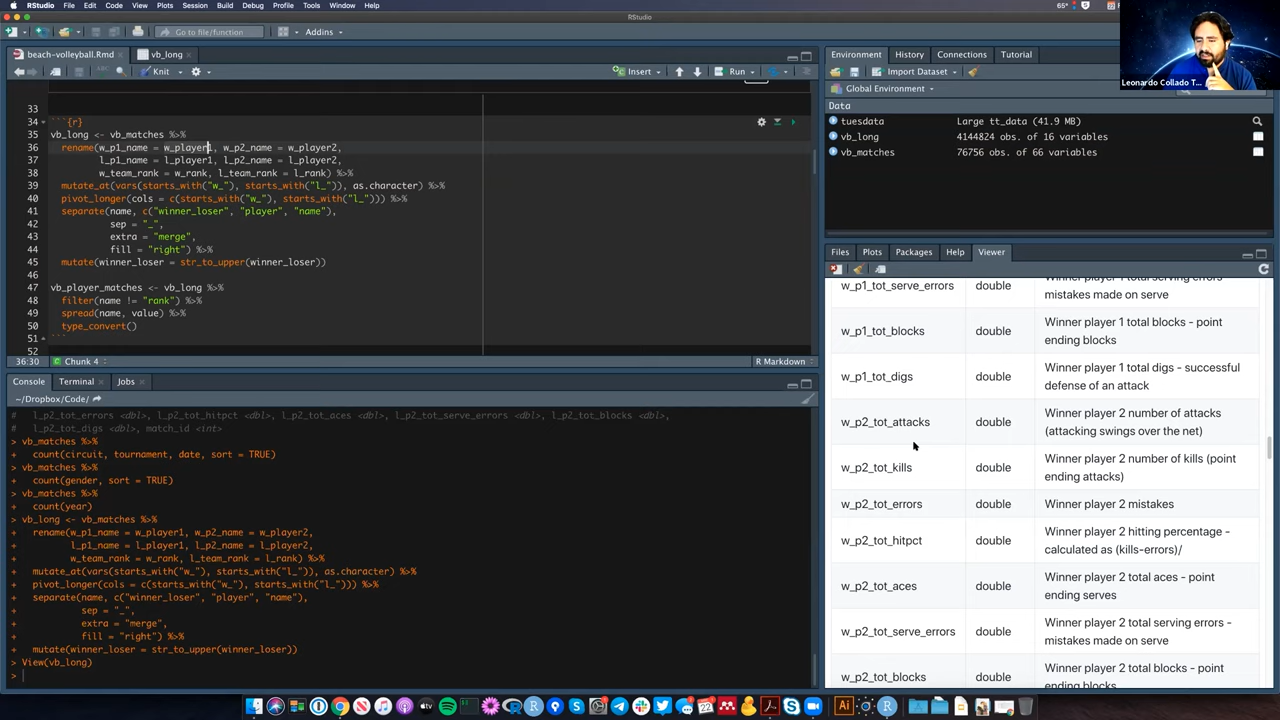 RStudio File Edit Code View Plots Session Build Debug Profile Tools Window Help
65°
RStudio
Go to file/function
Addins
beach-volleyball.Rmd
vb_long
Knit
Insert
Run
33
34 ```{r}
35 vb_long <- vb_matches %>%
36 rename(w_p1_name = w_player1, w_p2_name = w_player2,
37 l_p1_name = l_player1, l_p2_name = l_player2,
38 w_team_rank = w_rank, l_team_rank = l_rank) %>%
39 mutate_at(vars(starts_with("w_"), starts_with("l_")), as.character) %>%
40 pivot_longer(cols = c(starts_with("w_"), starts_with("l_"))) %>%
41 separate(name, c("winner_loser", "player", "name"),
42 sep = "_",
43 extra = "merge",
44 fill = "right") %>%
45 mutate(winner_loser = str_to_upper(winner_loser))
46
47 vb_player_matches <- vb_long %>%
48 filter(name != "rank") %>%
49 spread(name, value) %>%
50 type_convert()
51 ```
52
36:30 Chunk 4 R Markdown
Console Terminal Jobs
~/Dropbox/Code/
# l_p2_tot_errors <dbl>, l_p2_tot_hitpct <dbl>, l_p2_tot_aces <dbl>, l_p2_tot_serve_errors <dbl>, l_p2_tot_blocks <dbl>,
# l_p2_tot_digs <dbl>, match_id <int>
> vb_matches %>%
+ count(circuit, tournament, date, sort = TRUE)
> vb_matches %>%
+ count(gender, sort = TRUE)
> vb_matches %>%
+ count(year)
> vb_long <- vb_matches %>%
+ rename(w_p1_name = w_player1, w_p2_name = w_player2,
+ l_p1_name = l_player1, l_p2_name = l_player2,
+ w_team_rank = w_rank, l_team_rank = l_rank) %>%
+ mutate_at(vars(starts_with("w_"), starts_with("l_")), as.character) %>%
+ pivot_longer(cols = c(starts_with("w_"), starts_with("l_"))) %>%
+ separate(name, c("winner_loser", "player", "name"),
+ sep = "_",
+ extra = "merge",
+ fill = "right") %>%
+ mutate(winner_loser = str_to_upper(winner_loser))
> View(vb_long)
>
Environment History Connections Tutorial
Import Dataset
Global Environment
Data
tuesdata Large tt_data (41.9 MB)
vb_long 4144824 obs. of 16 variables
vb_matches 76756 obs. of 66 variables
Files Plots Packages Help Viewer
w_p1_tot_serve_errors double Winner player 1 total serving errors
mistakes made on serve
w_p1_tot_blocks double Winner player 1 total blocks - point
ending blocks
w_p1_tot_digs double Winner player 1 total digs - successful
defense of an attack
w_p2_tot_attacks double Winner player 2 number of attacks
(attacking swings over the net)
w_p2_tot_kills double Winner player 2 number of kills (point
ending attacks)
w_p2_tot_errors double Winner player 2 mistakes
w_p2_tot_hitpct double Winner player 2 hitting percentage -
calculated as (kills-errors)/
w_p2_tot_aces double Winner player 2 total aces - point
ending serves
w_p2_tot_serve_errors double Winner player 2 total serving errors -
mistakes made on serve
w_p2_tot_blocks double Winner player 2 total blocks - point
ending blocks
Leonardo Collado T...